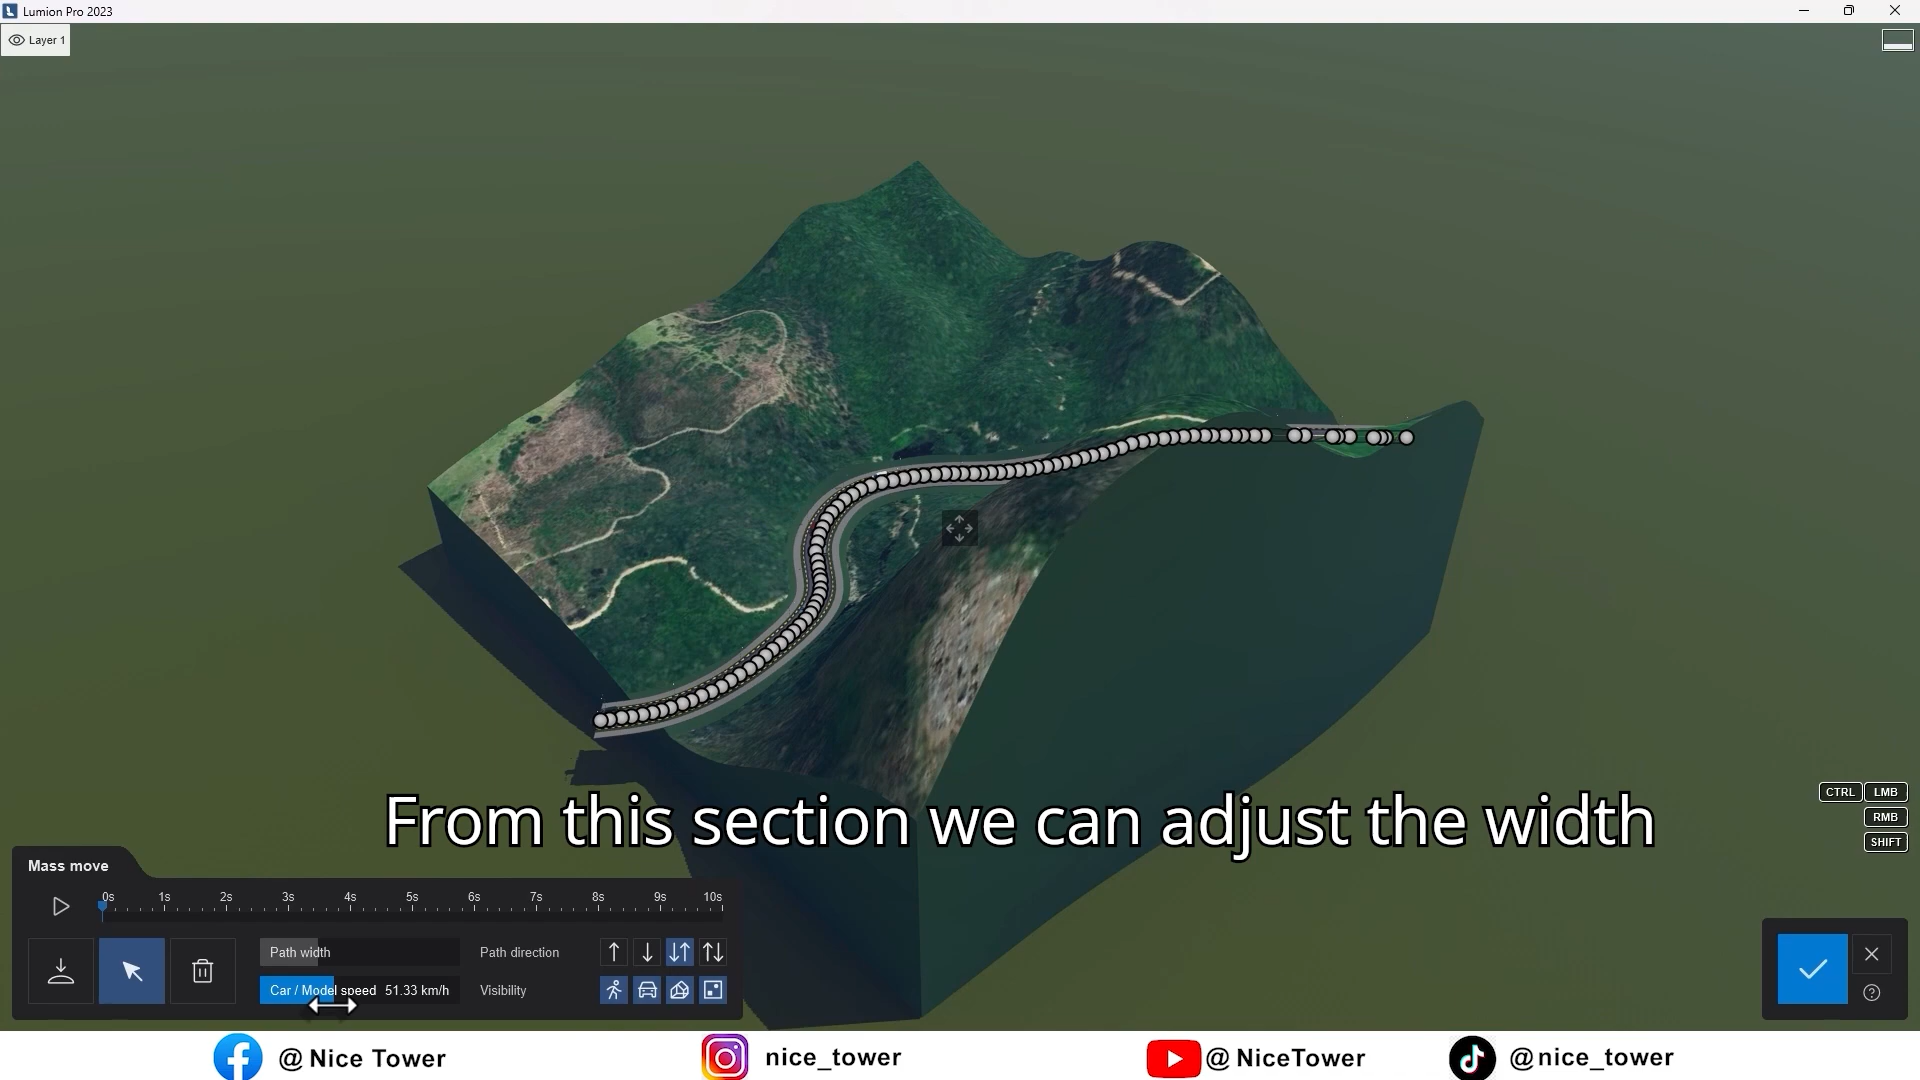 Lumion Pro 2023
Layer 1
From this section we can adjust the width
CTRL LMB
RMB
SHIFT
Mass move
0s 1s 2s 3s 4s 5s 6s 7s 8s 9s 10s
Path width Path direction
Car / Model speed 51.33 km/h Visibility
@ Nice Tower nice_tower @ NiceTower @nice_tower